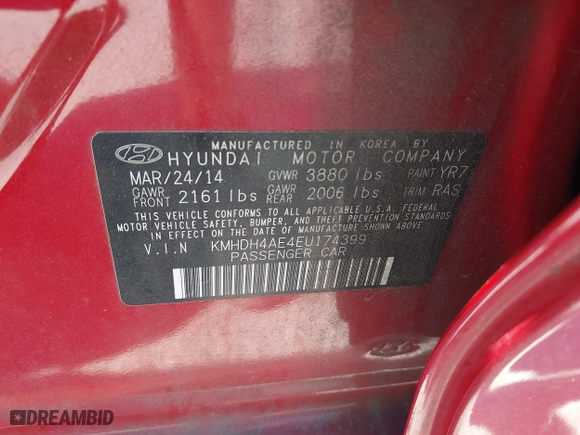 MANUFACTURED IN KOREA BY
HYUNDAI MOTOR COMPANY
MAR/24/14 GVWR 3880 lbs PAINT YR7
GAWR FRONT 2161 lbs GAWR REAR 2006 lbs TRIM RAS
THIS VEHICLE CONFORMS TO ALL APPLICABLE U.S.A. FEDERAL
MOTOR VEHICLE SAFETY, BUMPER, AND THEFT PREVENTION STANDARDS
IN EFFECT ON THE DATE OF MANUFACTURE SHOWN ABOVE.
V.I.N KMHDH4AE4EU174399
PASSENGER CAR
DREAMBID